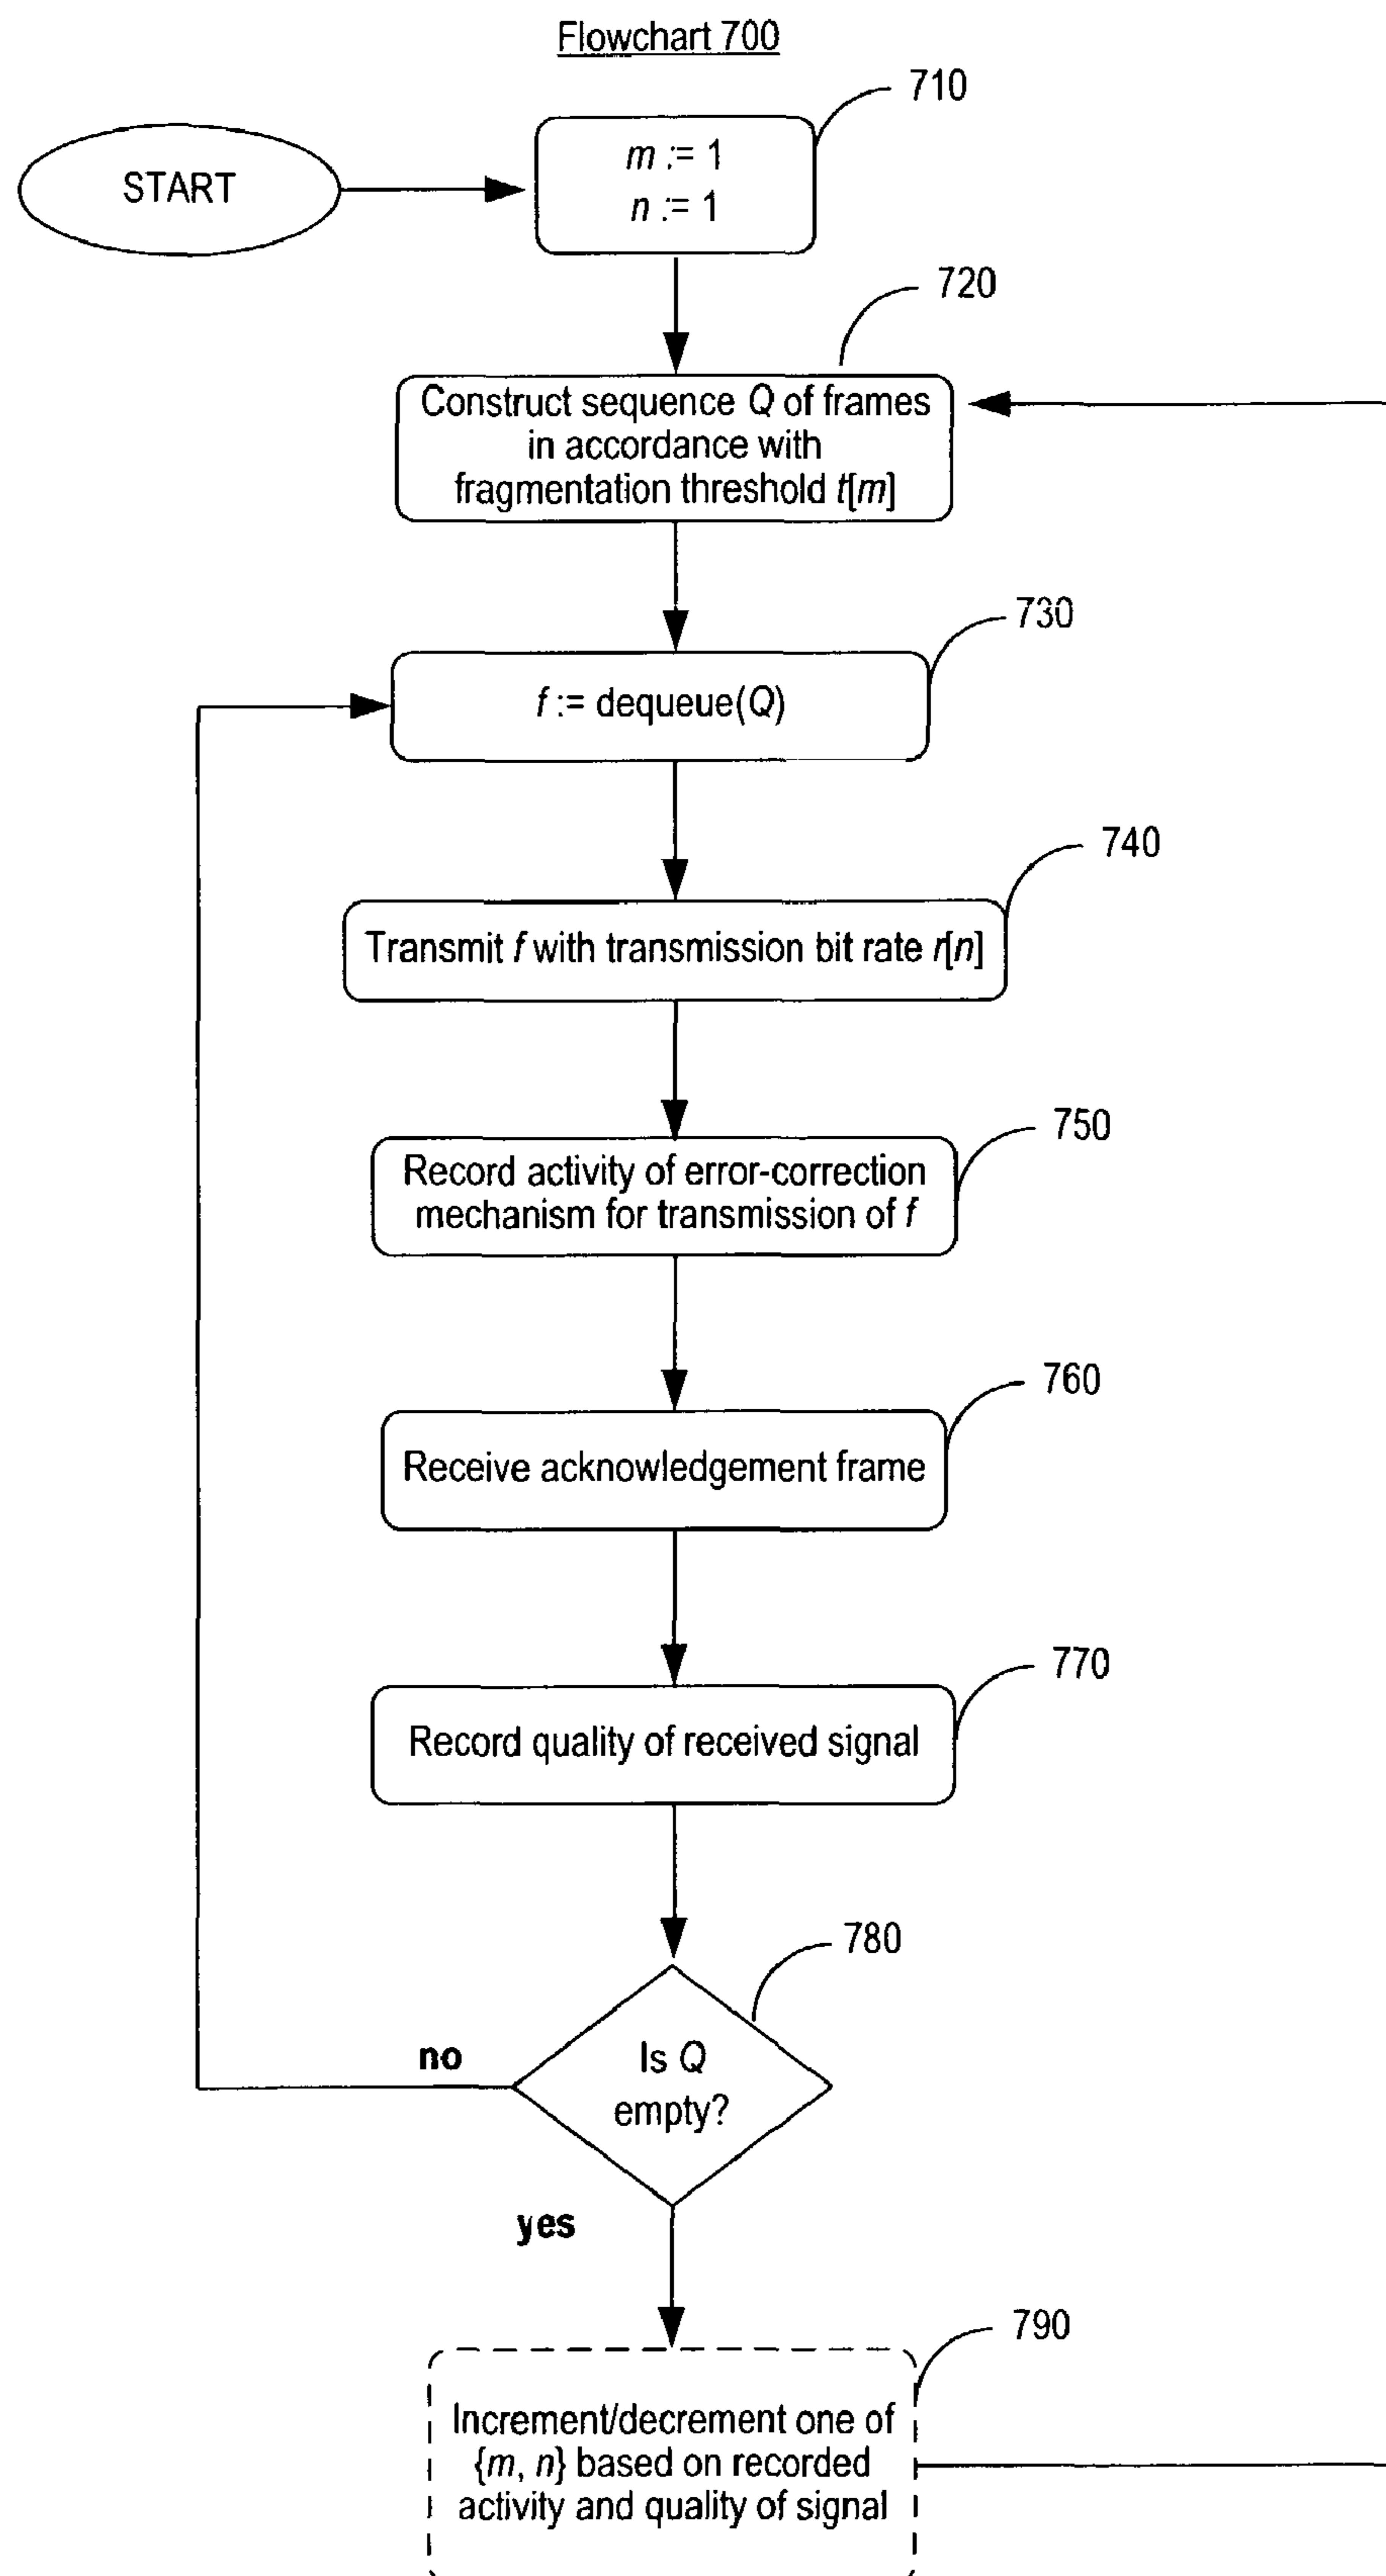 Flowchart 700
710
START
m := 1
n := 1
720
Construct sequence Q of frames
in accordance with
fragmentation threshold t[m]
730
f := dequeue(Q)
740
Transmit f with transmission bit rate r[n]
750
Record activity of error-correction
mechanism for transmission of f
760
Receive acknowledgement frame
770
Record quality of received signal
780
Is Q
empty?
no
yes
790
Increment/decrement one of
{m, n} based on recorded
activity and quality of signal